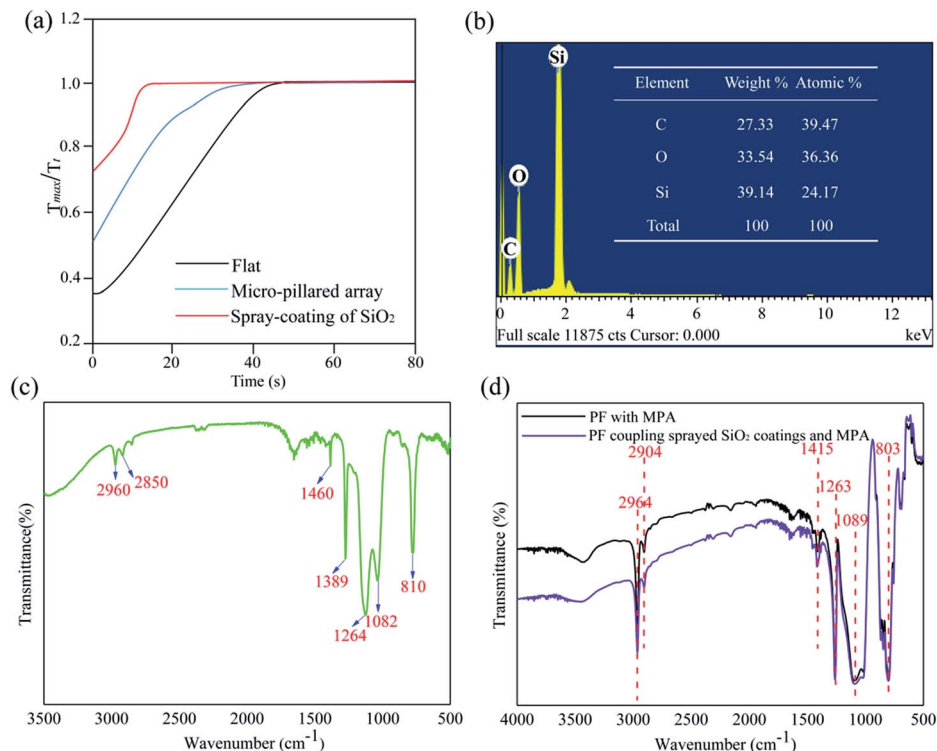 (a)
1.2
1.0
0.8
0.6
0.4
0.2
Tmax/Tt
Flat
Micro-pillared array
Spray-coating of SiO₂
0 20 40 60 80
Time (s)
(b)
Si
O
C
Element Weight % Atomic %
C 27.33 39.47
O 33.54 36.36
Si 39.14 24.17
Total 100 100
0 2 4 6 8 10 12
Full scale 11875 cts Cursor: 0.000 keV
(c)
Transmittance(%)
2960
2850
1460
1389
1264
1082
810
3500 3000 2500 2000 1500 1000 500
Wavenumber (cm⁻¹)
(d)
PF with MPA
PF coupling sprayed SiO₂ coatings and MPA
Transmittance (%)
2964
2904
1415
1263
1089
803
4000 3500 3000 2500 2000 1500 1000 500
Wavenumber (cm⁻¹)